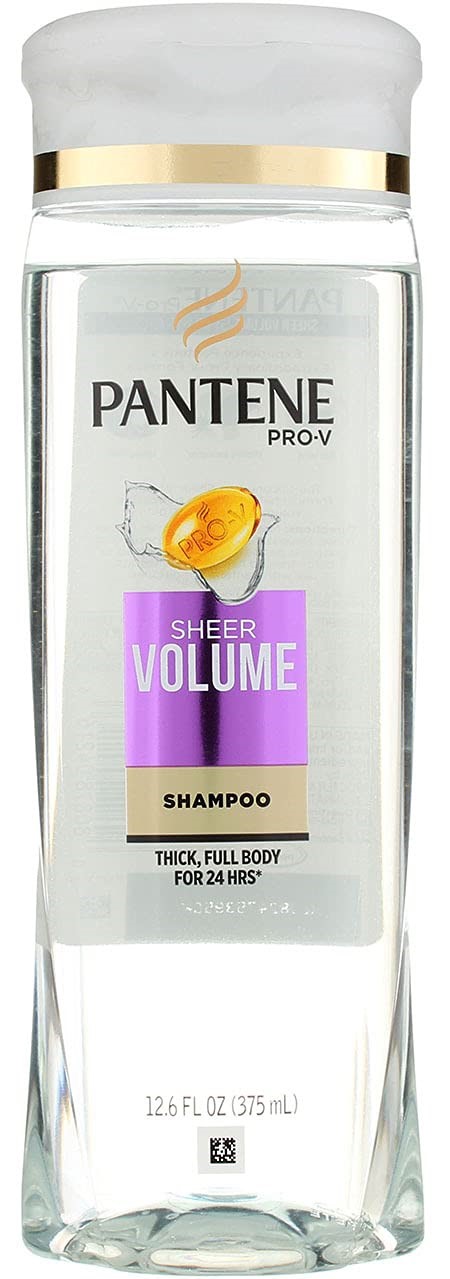 PANTENE
PRO-V
PRO-V
SHEER
VOLUME
SHAMPOO
THICK, FULL BODY
FOR 24 HRS*
12.6 FL OZ (375 mL)